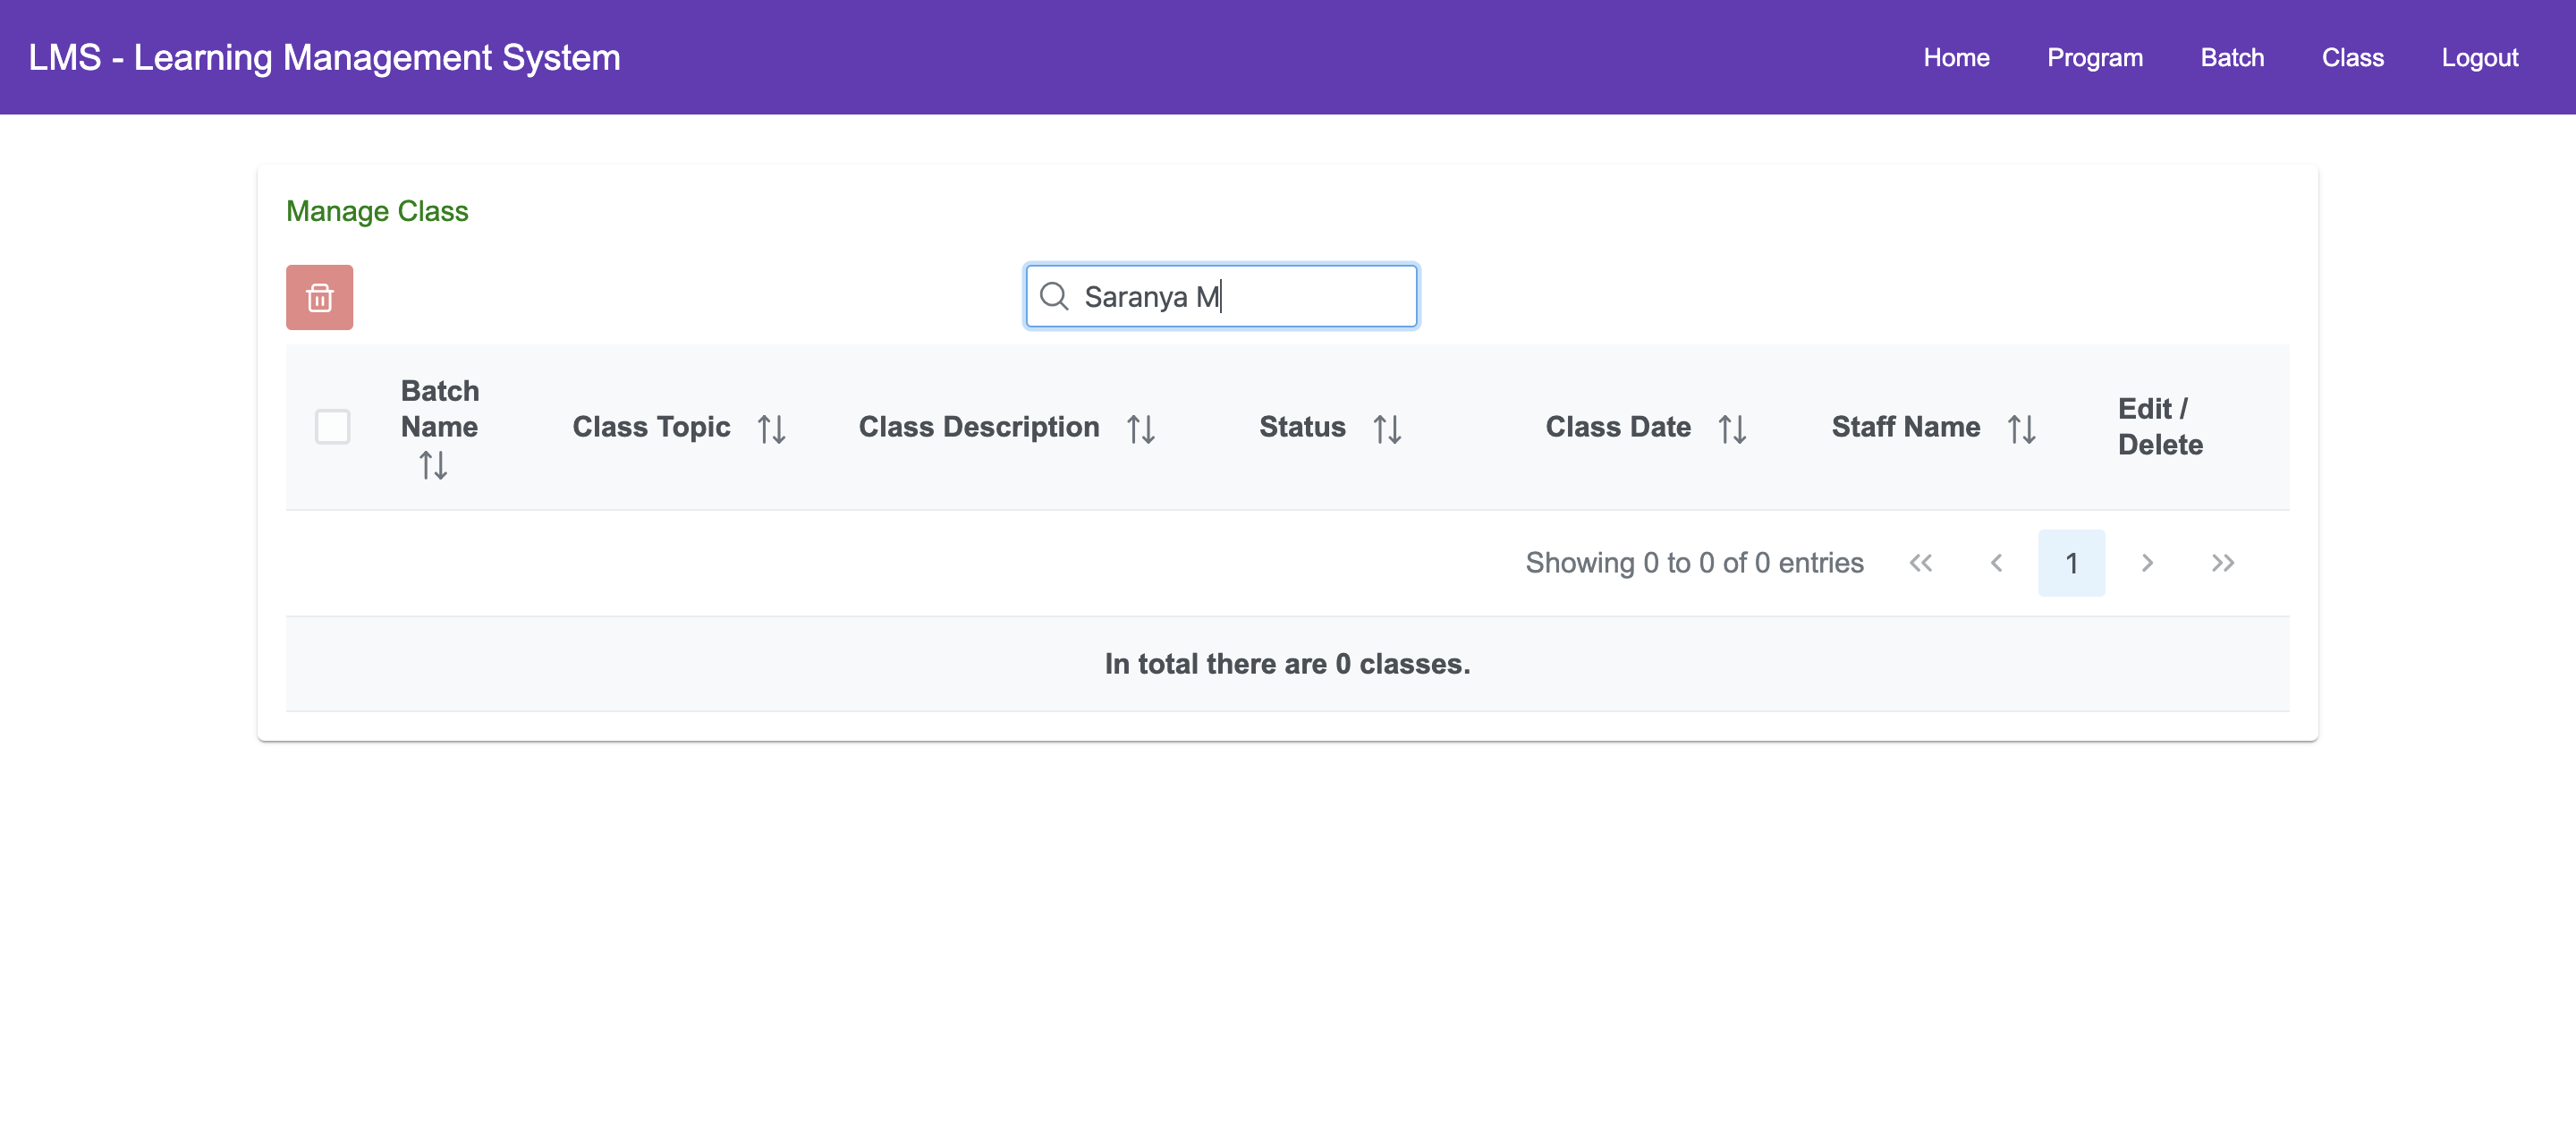 LMS - Learning Management System
Home Program Batch Class Logout
Manage Class
Saranya M
Batch
Name
Class Topic
Class Description
Status
Class Date
Staff Name
Edit /
Delete
Showing 0 to 0 of 0 entries
1
In total there are 0 classes.